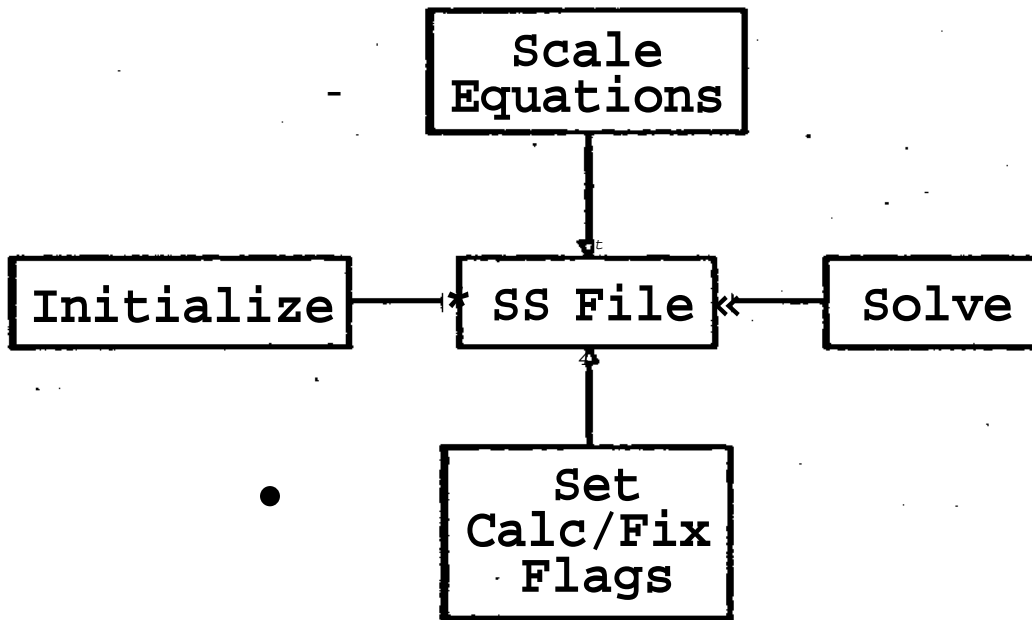 Scale
Equations
Initialize
SS File
Solve
Set
Calc/Fix
Flags